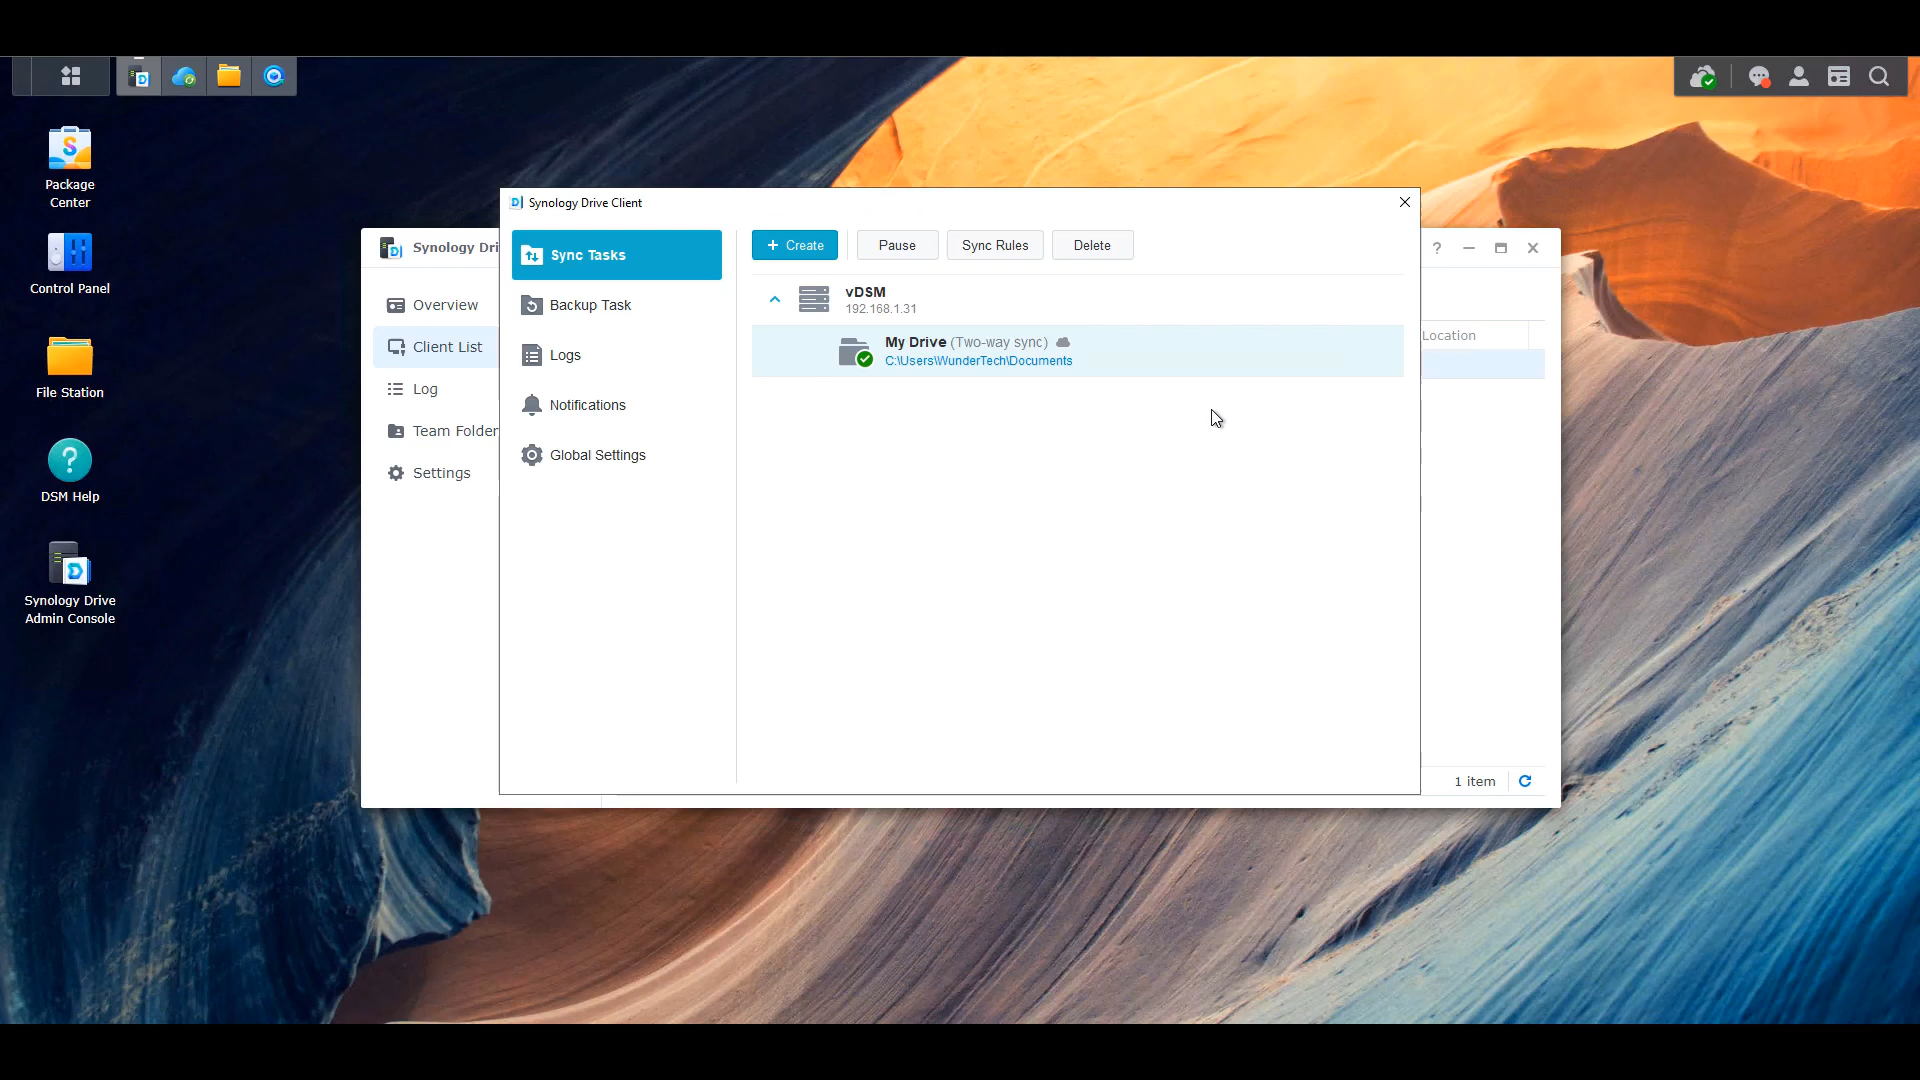 Package
Center
Control Panel
File Station
DSM Help
Synology Drive
Admin Console
Synology Dri
Overview
Client List
Log
Team Folder
Settings
Location
1 item
Synology Drive Client
Sync Tasks
Backup Task
Logs
Notifications
Global Settings
+ Create
Pause
Sync Rules
Delete
vDSM
192.168.1.31
My Drive (Two-way sync)
C:\Users\WunderTech\Documents